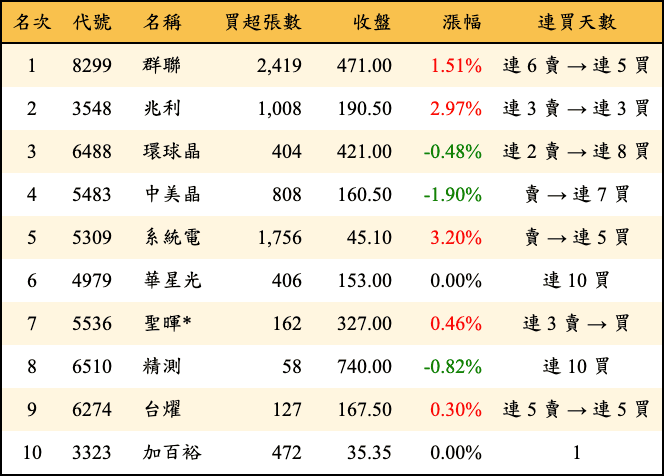 名次 代號 名稱 買超張數 收盤 漲幅 連買天數
1 8299 群聯 2,419 471.00 1.51% 連 6 賣 → 連 5 買
2 3548 兆利 1,008 190.50 2.97% 連 3 賣 → 連 3 買
3 6488 環球晶 404 421.00 -0.48% 連 2 賣 → 連 8 買
4 5483 中美晶 808 160.50 -1.90% 賣 → 連 7 買
5 5309 系統電 1,756 45.10 3.20% 賣 → 連 5 買
6 4979 華星光 406 153.00 0.00% 連 10 買
7 5536 聖暉* 162 327.00 0.46% 連 3 賣 → 買
8 6510 精測 58 740.00 -0.82% 連 10 買
9 6274 台燿 127 167.50 0.30% 連 5 賣 → 連 5 買
10 3323 加百裕 472 35.35 0.00% 1